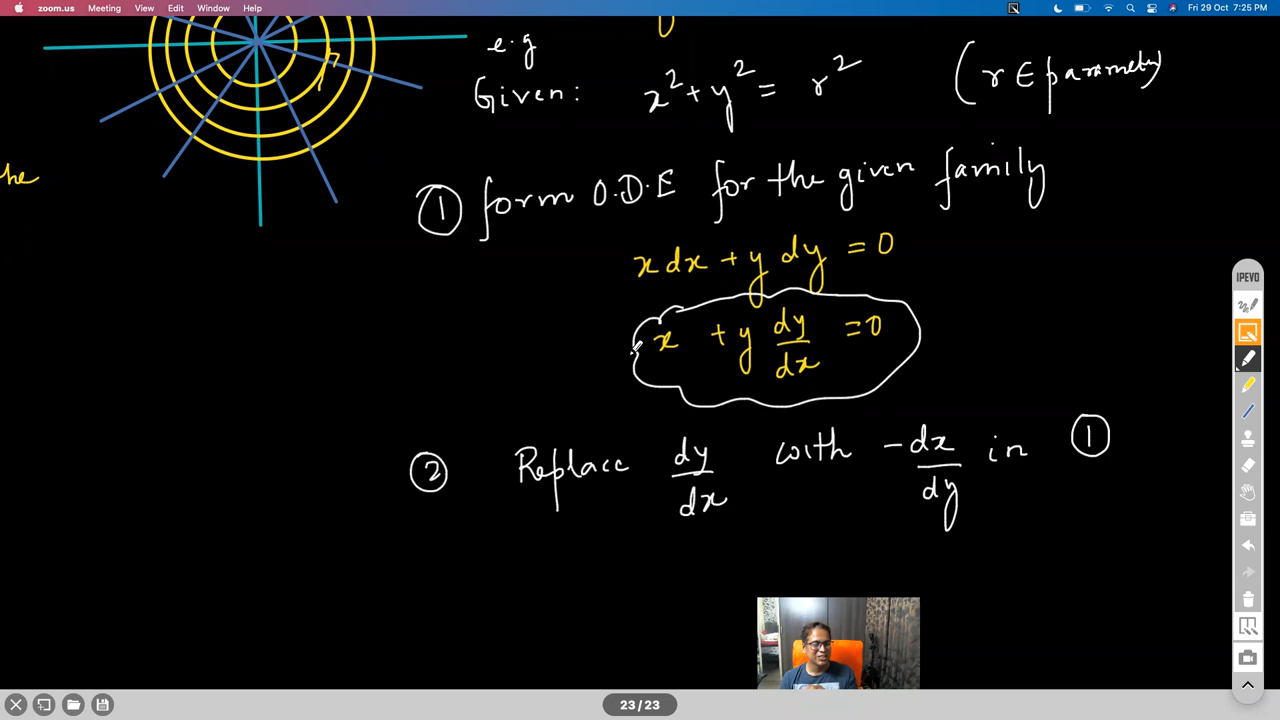 zoom.us Meeting View Edit Window Help
Fri 29 Oct 7:25 PM
e.g
Given: x² + y² = r² (r ∈ parameter)
he
① form O.D.E for the given family
x dx + y dy = 0
x + y dy/dx = 0
② Replace dy/dx with -dx/dy in ①
IPEVO
23/23